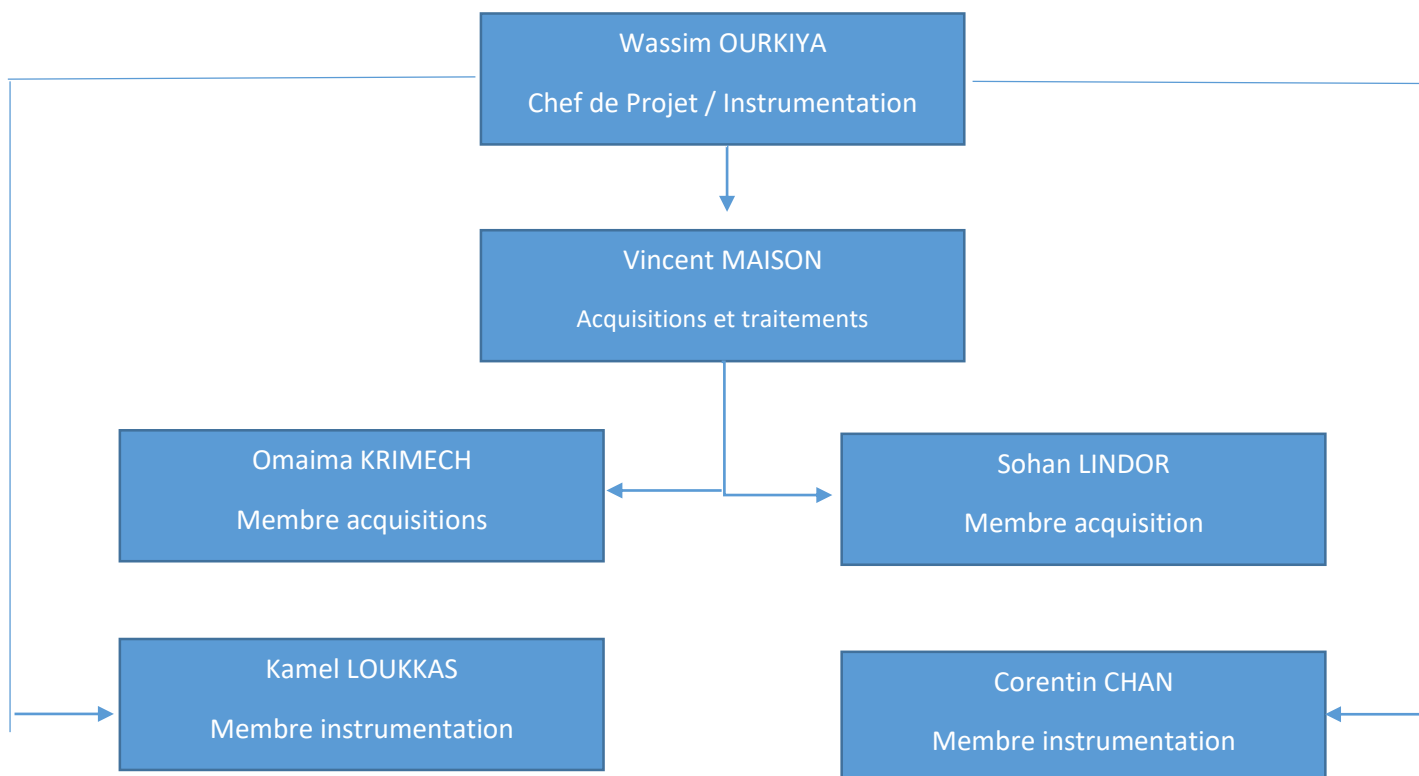 Wassim OURKIYA
Chef de Projet / Instrumentation
Vincent MAISON
Acquisitions et traitements
Omaima KRIMECH
Membre acquisitions
Sohan LINDOR
Membre acquisition
Kamel LOUKKAS
Membre instrumentation
Corentin CHAN
Membre instrumentation